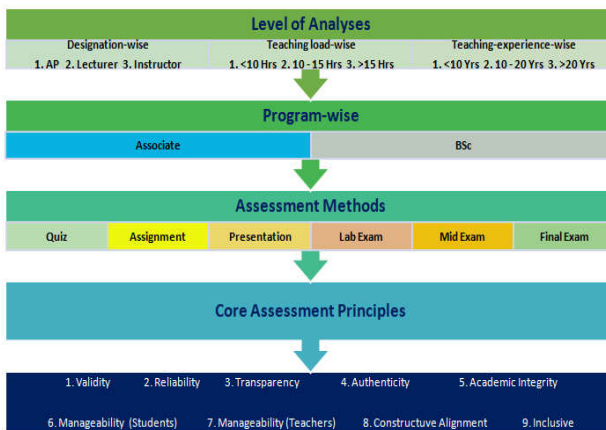 Level of Analyses
Designation-wise Teaching load-wise Teaching-experience-wise
1. AP 2. Lecturer 3. Instructor 1. <10 Hrs 2. 10 - 15 Hrs 3. >15 Hrs 1. <10 Yrs 2. 10 - 20 Yrs 3. >20 Yrs
Program-wise
Associate BSc
Assessment Methods
Quiz Assignment Presentation Lab Exam Mid Exam Final Exam
Core Assessment Principles
1. Validity 2. Reliability 3. Transparency 4. Authenticity 5. Academic Integrity
6. Manageability (Students) 7. Manageability (Teachers) 8. Constructuve Alignment 9. Inclusive